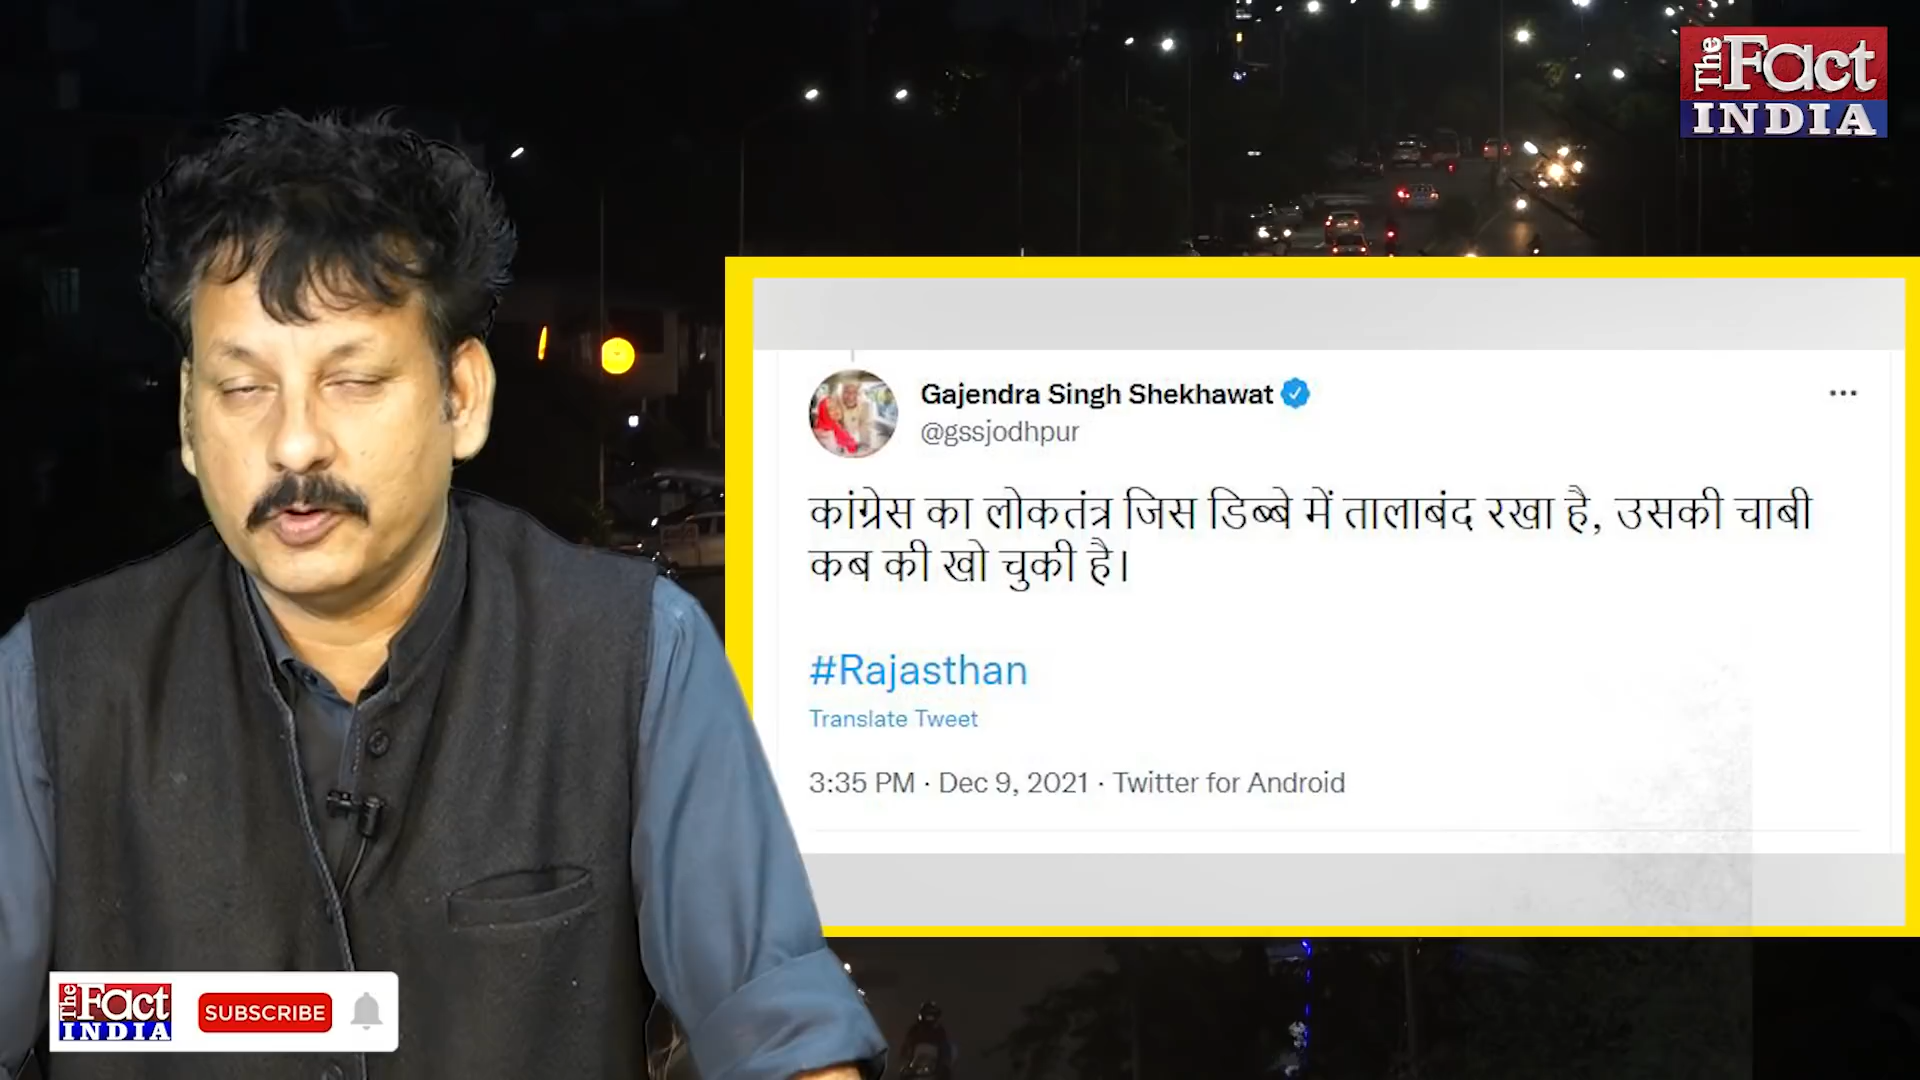 The Fact
INDIA
Gajendra Singh Shekhawat
@gssjodhpur
कांग्रेस का लोकतंत्र जिस डिब्बे में तालाबंद रखा है, उसकी चाबी
कब की खो चुकी है।
#Rajasthan
Translate Tweet
3:35 PM · Dec 9, 2021 · Twitter for Android
The Fact
INDIA
SUBSCRIBE